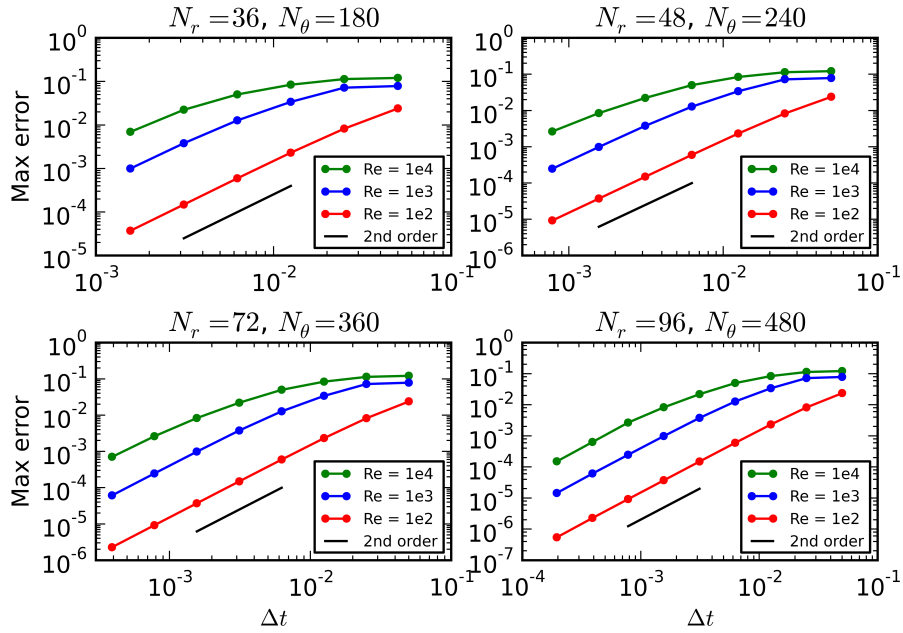 N_r = 36, N_θ = 180
10^0
10^-1
10^-2
10^-3
10^-4
10^-5
Max error
Re = 1e4
Re = 1e3
Re = 1e2
2nd order
10^-3
10^-2
10^-1
N_r = 48, N_θ = 240
10^0
10^-1
10^-2
10^-3
10^-4
10^-5
10^-6
Re = 1e4
Re = 1e3
Re = 1e2
2nd order
10^-3
10^-2
10^-1
N_r = 72, N_θ = 360
10^0
10^-1
10^-2
10^-3
10^-4
10^-5
10^-6
Max error
Re = 1e4
Re = 1e3
Re = 1e2
2nd order
10^-3
10^-2
10^-1
Δt
N_r = 96, N_θ = 480
10^0
10^-1
10^-2
10^-3
10^-4
10^-5
10^-6
10^-7
Re = 1e4
Re = 1e3
Re = 1e2
2nd order
10^-4
10^-3
10^-2
10^-1
Δt